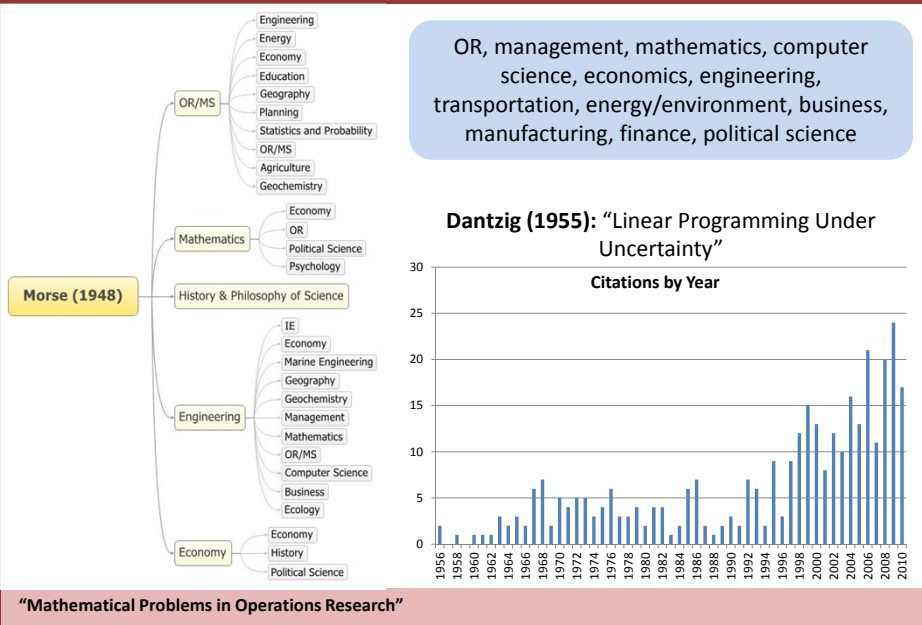 Morse (1948)
OR/MS
Engineering
Energy
Economy
Education
Geography
Planning
Statistics and Probability
OR/MS
Agriculture
Geochemistry
Mathematics
Economy
OR
Political Science
Psychology
History & Philosophy of Science
Engineering
IE
Economy
Marine Engineering
Geography
Geochemistry
Management
Mathematics
OR/MS
Computer Science
Business
Ecology
Economy
Economy
History
Political Science
OR, management, mathematics, computer
science, economics, engineering,
transportation, energy/environment, business,
manufacturing, finance, political science
Dantzig (1955): “Linear Programming Under
Uncertainty”
Citations by Year
30
25
20
15
10
5
0
1956
1958
1960
1962
1964
1966
1968
1970
1972
1974
1976
1978
1980
1982
1984
1986
1988
1990
1992
1994
1996
1998
2000
2002
2004
2006
2008
2010
“Mathematical Problems in Operations Research”